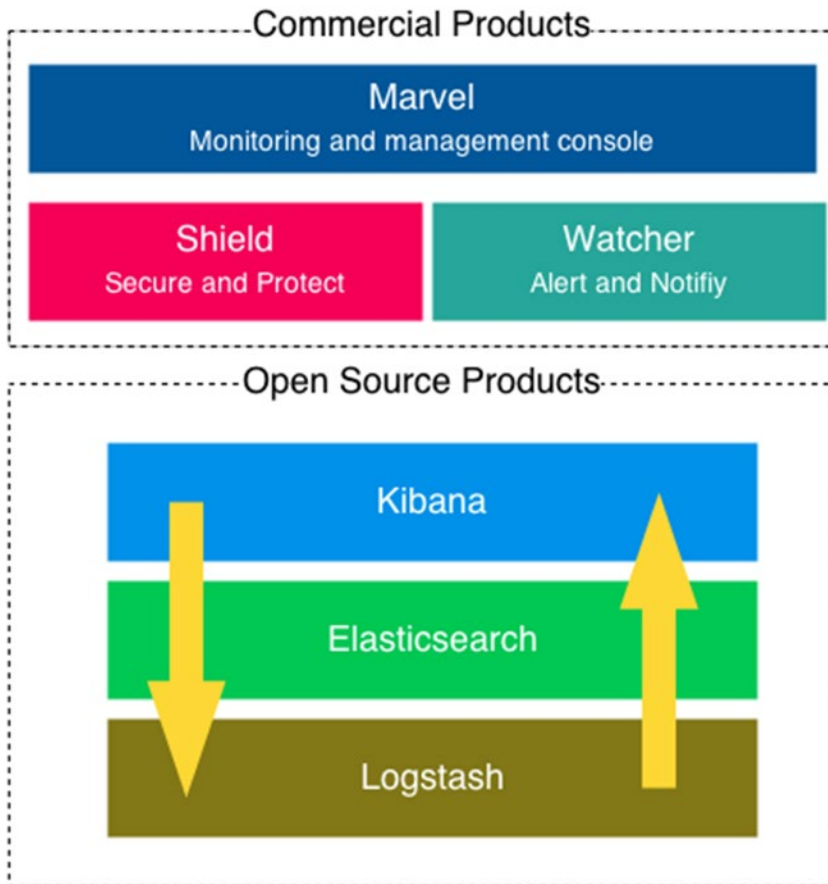 Commercial Products
Marvel
Monitoring and management console
Shield
Secure and Protect
Watcher
Alert and Notifiy
Open Source Products
Kibana
Elasticsearch
Logstash